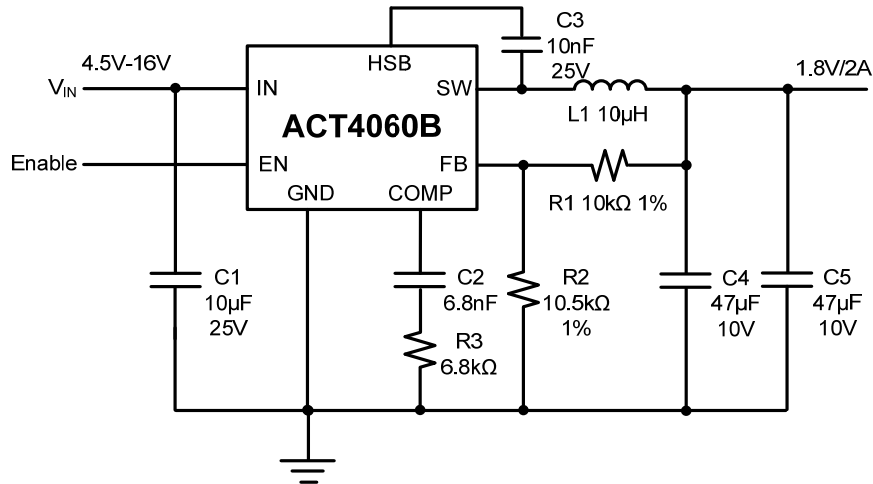 4.5V-16V
VIN
Enable
IN
HSB
SW
ACT4060B
EN
FB
GND
COMP
C3
10nF
25V
L1 10µH
1.8V/2A
R1 10kΩ 1%
C1
10µF
25V
C2
6.8nF
R3
6.8kΩ
R2
10.5kΩ
1%
C4
47µF
10V
C5
47µF
10V